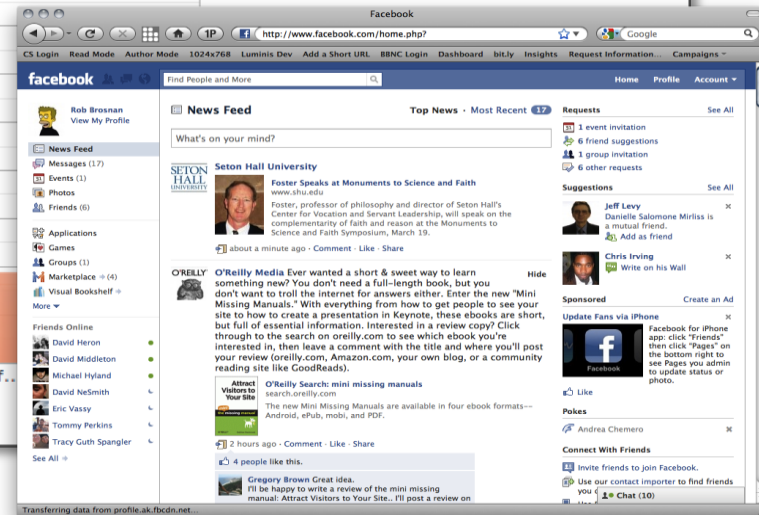 Facebook
1P
http://www.facebook.com/home.php?
Google
CS Login Read Mode Author Mode 1024x768 Luminis Dev Add a Short URL BBNC Login Dashboard bit.ly Insights Request Information... Campaigns
facebook
Find People and More
Home Profile Account
Rob Brosnan
View My Profile
News Feed
Messages (17)
Events (1)
Photos
Friends (6)
Applications
Games
Groups (1)
Marketplace (4)
Visual Bookshelf
More
Friends Online
David Heron
David Middleton
Michael Hyland
David NeSmith
Eric Vassy
Tommy Perkins
Tracy Guth Spangler
See All
News Feed
Top News · Most Recent 17
What's on your mind?
SETON
HALL
UNIVERSITY
Seton Hall University
Foster Speaks at Monuments to Science and Faith
www.shu.edu
Foster, professor of philosophy and director of Seton Hall's
Center for Vocation and Servant Leadership, will speak on the
complementarity of faith and reason at the Monuments to
Science and Faith Symposium, March 19.
about a minute ago · Comment · Like · Share
O'REILLY
O'Reilly Media Ever wanted a short & sweet way to learn
something new? You don't need a full-length book, but you
don't want to troll the internet for answers either. Enter the new "Mini
Missing Manuals." With everything from how to get people to see your
site to how to create a presentation in Keynote, these ebooks are short,
but full of essential information. Interested in a review copy? Click
through to the search on oreilly.com to see which ebook you're
interested in, then leave a comment with the title and where you'll post
your review (oreilly.com, Amazon.com, your own blog, or a community
reading site like GoodReads).
Hide
Attract
Visitors to
Your Site
the missing manual
O'Reilly Search: mini missing manuals
search.oreilly.com
The new Mini Missing Manuals are available in four ebook formats--
Android, ePub, mobi, and PDF.
2 hours ago · Comment · Like · Share
4 people like this.
Gregory Brown Great idea.
I'll be happy to write a review of the mini missing
manual: Attract Visitors to Your Site.. I'll post a review on
Requests
See All
1 event invitation
6 friend suggestions
1 group invitation
6 other requests
Suggestions
See All
Jeff Levy
Danielle Salomone Mirliss is
a mutual friend.
Add as friend
Chris Irving
Write on his Wall
Sponsored
Create an Ad
Update Fans via iPhone
Facebook
Facebook for iPhone
app: click "Friends"
then click "Pages" on
the bottom right to
see Pages you admin
to update status or
photo.
Like
Pokes
Andrea Chemero
Connect With Friends
Invite friends to join Facebook.
Use our contact importer to find friends
you
Chat (10)
Transferring data from profile.ak.fbcdn.net...